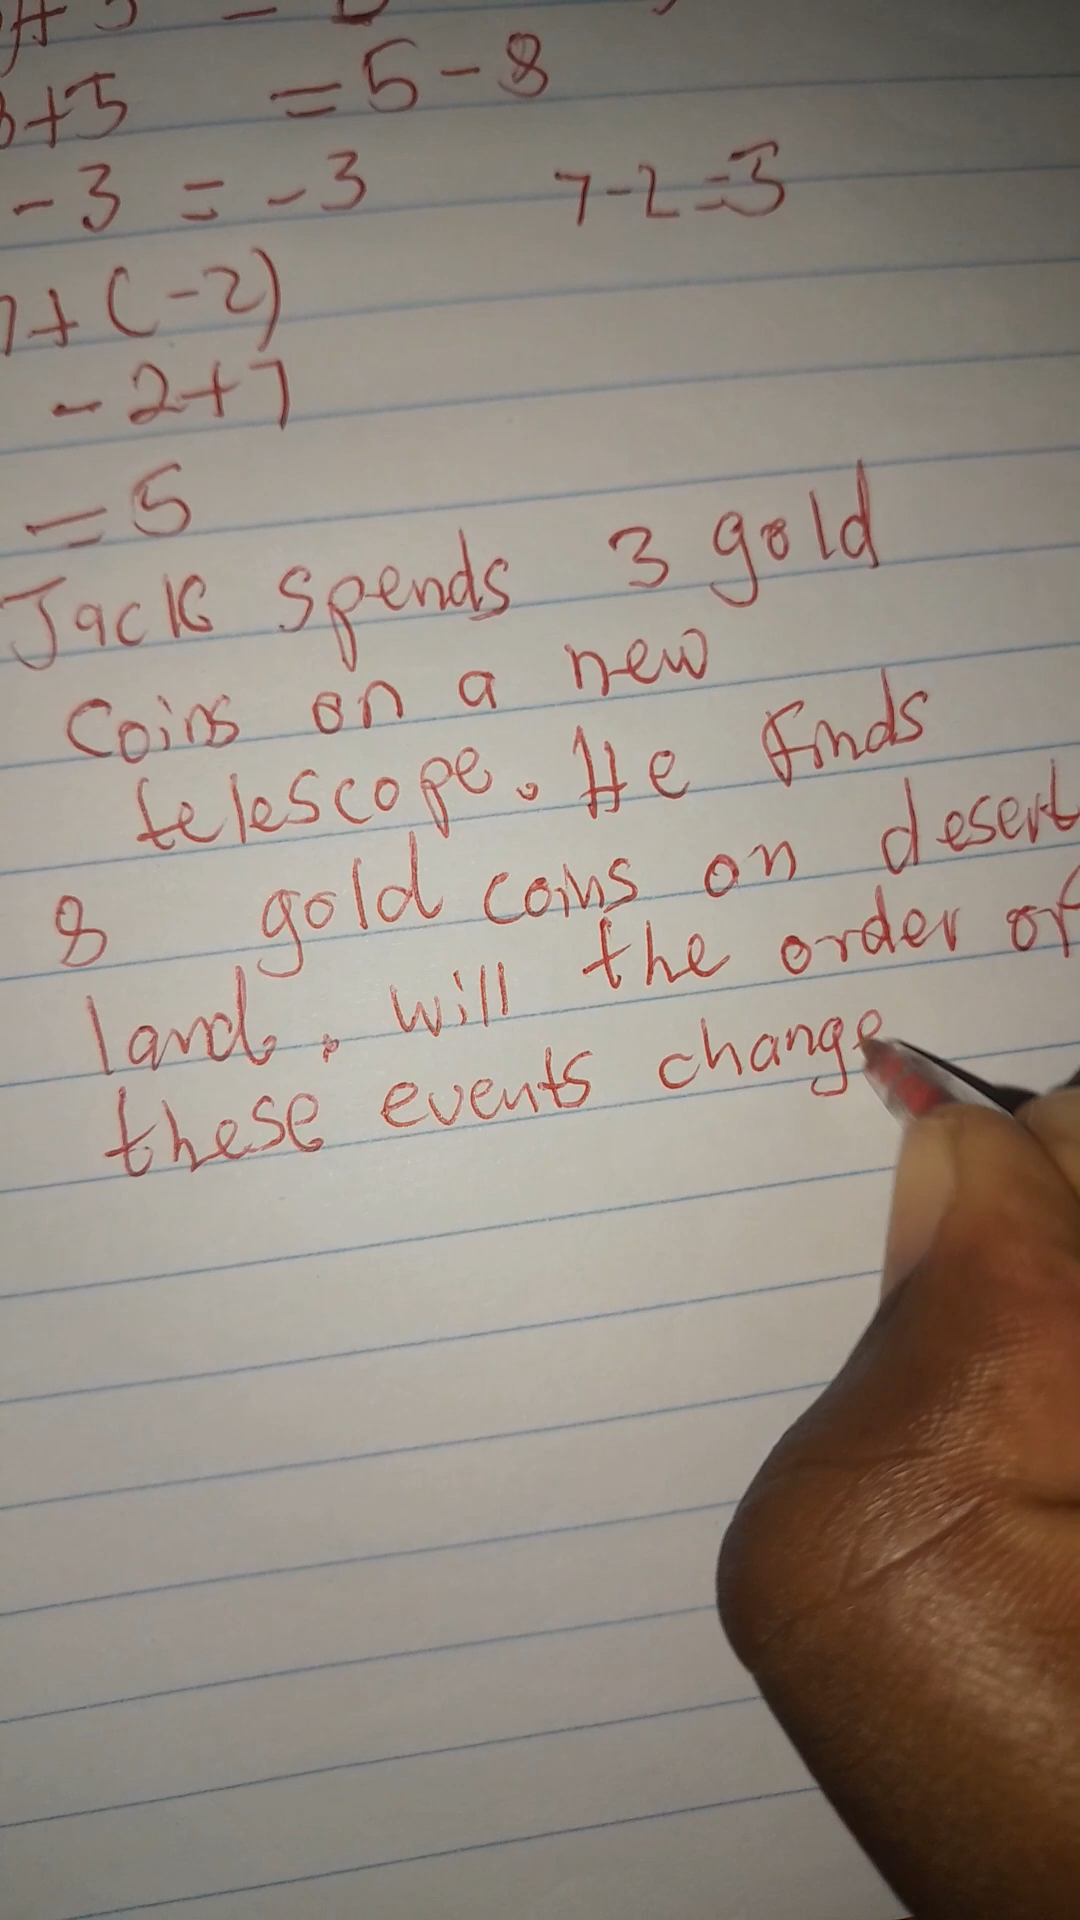 +5 = 5-8
-3 = -3 7-2=5
7+(-2)
-2+7
=5
Jack spends 3 gold
coins on a new
telescope. He finds
8 gold coins on desert
land. will the order of
these events change